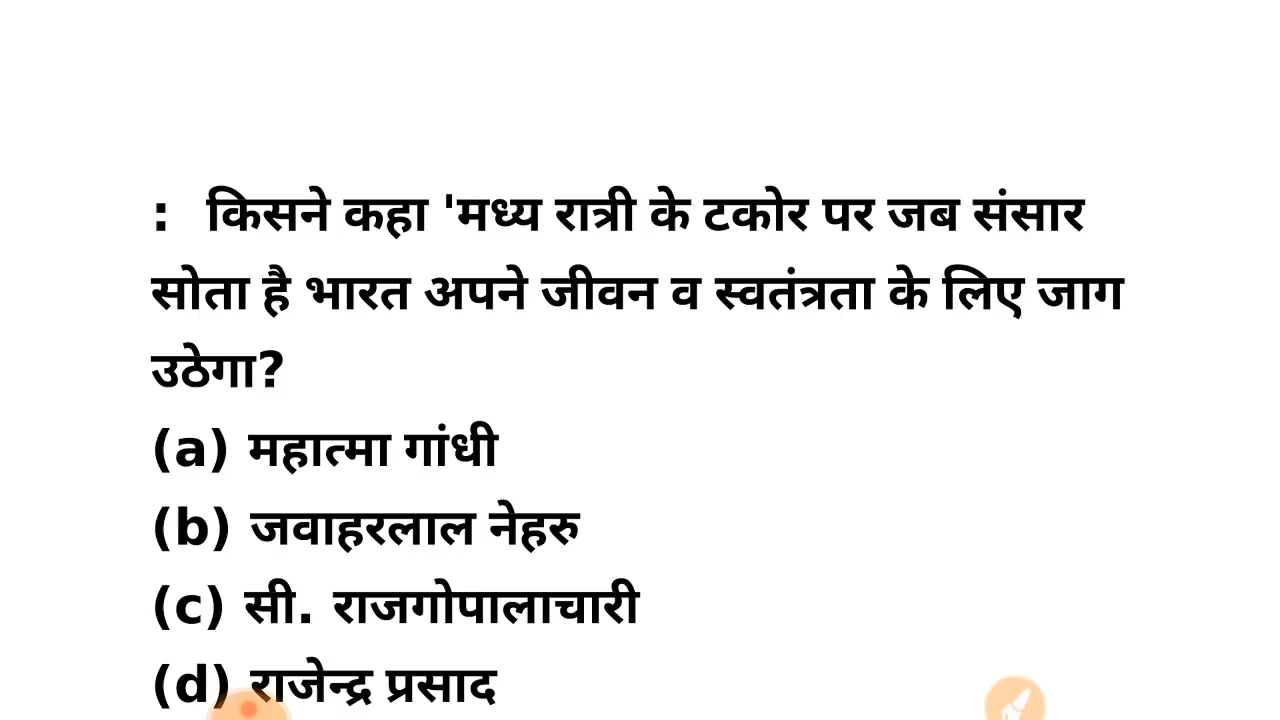 : किसने कहा 'मध्य रात्री के टकोर पर जब संसार
सोता है भारत अपने जीवन व स्वतंत्रता के लिए जाग
उठेगा?
(a) महात्मा गांधी
(b) जवाहरलाल नेहरु
(c) सी. राजगोपालाचारी
(d) राजेन्द्र प्रसाद